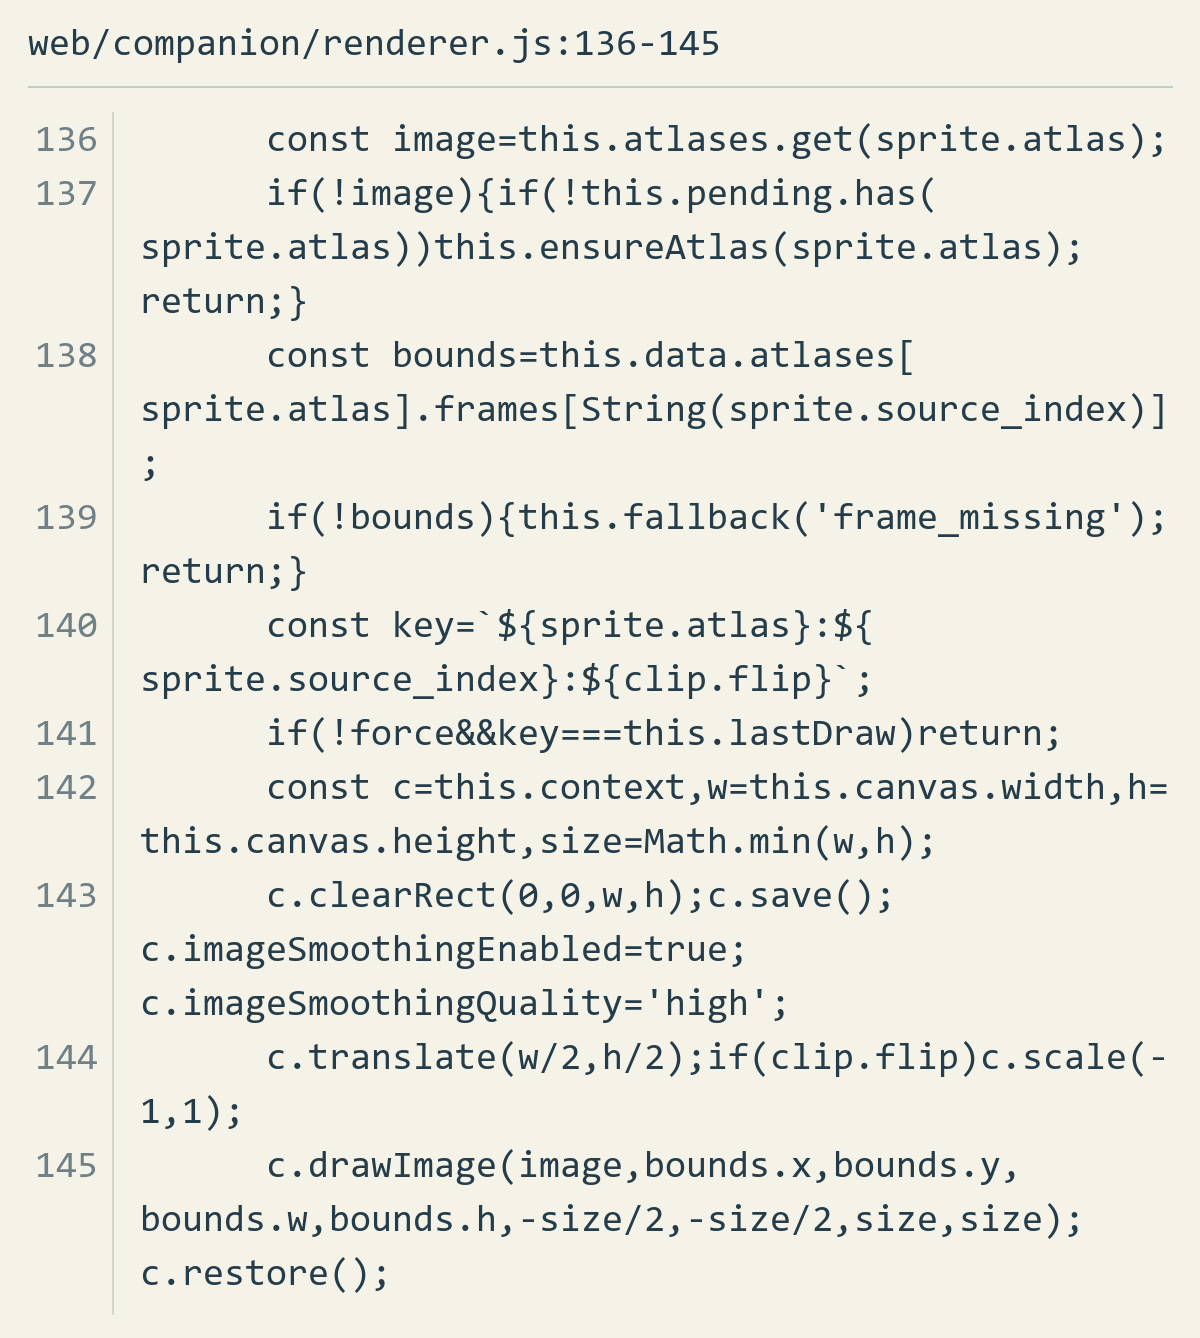 web/companion/renderer.js:136-145
136 const image=this.atlases.get(sprite.atlas);
137 if(!image){if(!this.pending.has(
sprite.atlas))this.ensureAtlas(sprite.atlas);
return;}
138 const bounds=this.data.atlases[
sprite.atlas].frames[String(sprite.source_index)]
;
139 if(!bounds){this.fallback('frame_missing');
return;}
140 const key=`${sprite.atlas}:${
sprite.source_index}:${clip.flip}`;
141 if(!force&&key===this.lastDraw)return;
142 const c=this.context,w=this.canvas.width,h=
this.canvas.height,size=Math.min(w,h);
143 c.clearRect(0,0,w,h);c.save();
c.imageSmoothingEnabled=true;
c.imageSmoothingQuality='high';
144 c.translate(w/2,h/2);if(clip.flip)c.scale(-
1,1);
145 c.drawImage(image,bounds.x,bounds.y,
bounds.w,bounds.h,-size/2,-size/2,size,size);
c.restore();